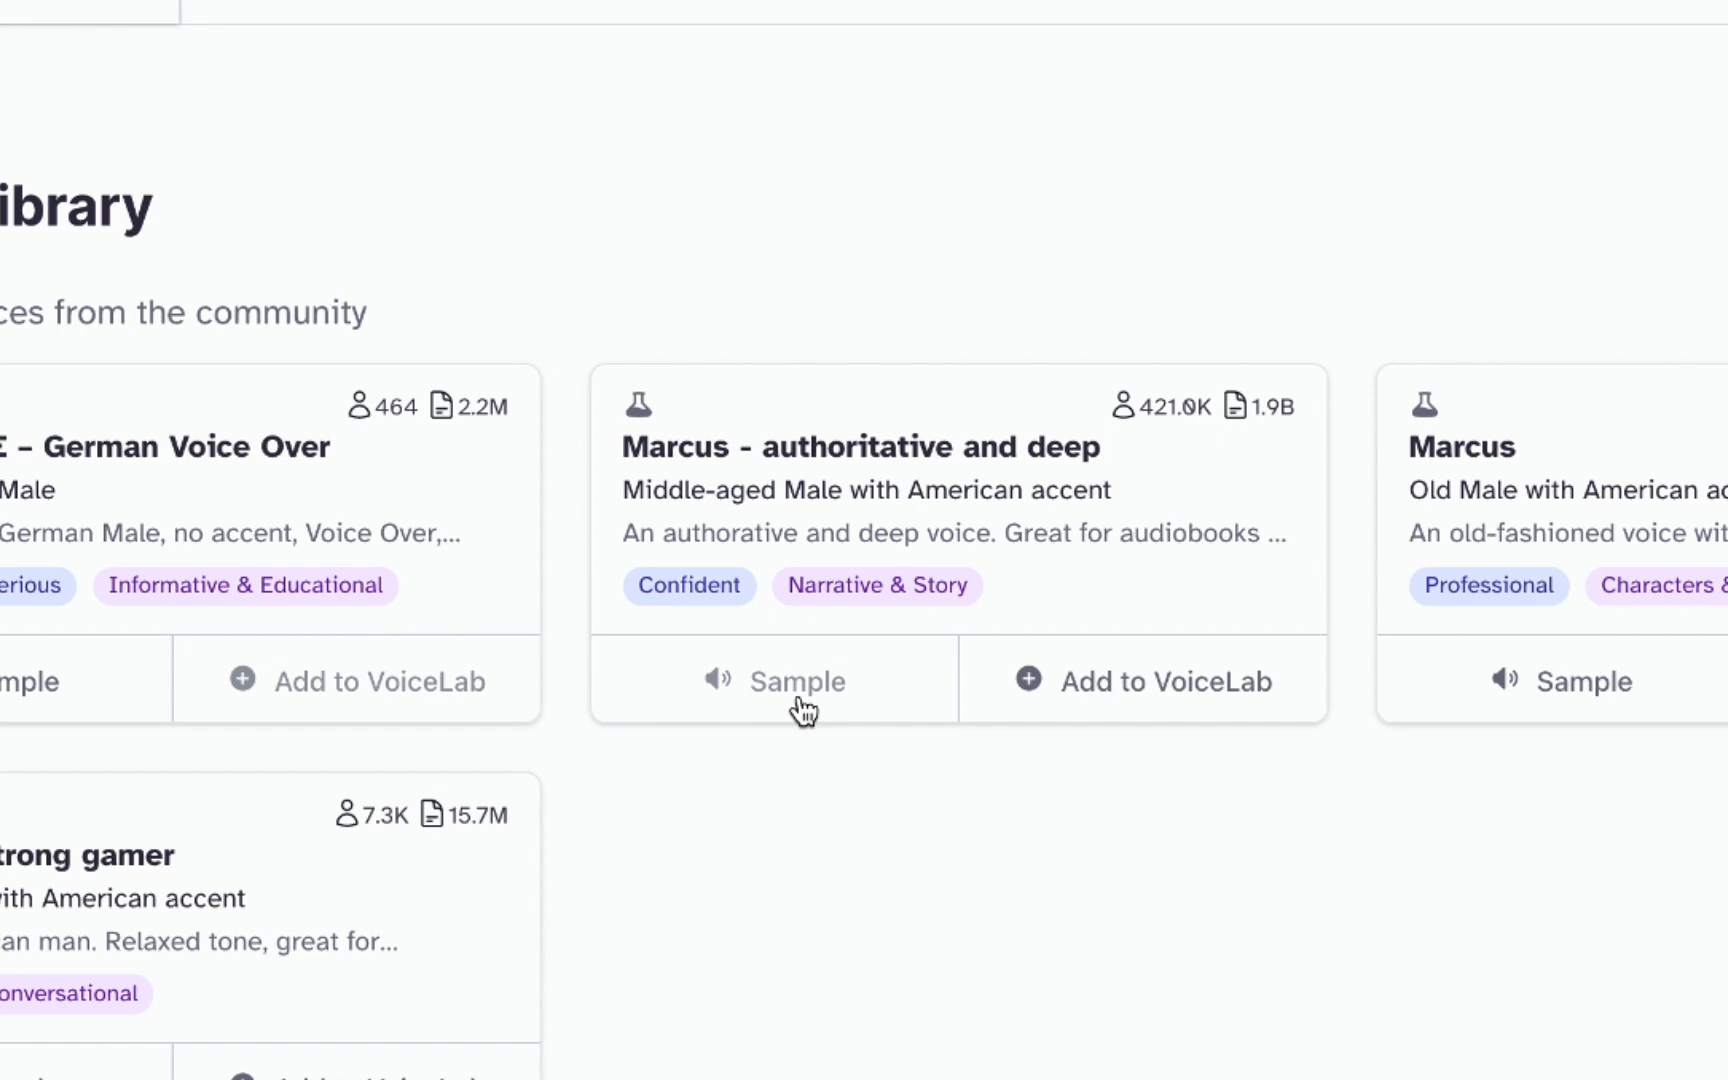 ibrary
ces from the community
464 2.2M
E – German Voice Over
Male
German Male, no accent, Voice Over,...
erious Informative & Educational
mple Add to VoiceLab
421.0K 1.9B
Marcus - authoritative and deep
Middle-aged Male with American accent
An authorative and deep voice. Great for audiobooks ...
Confident Narrative & Story
Sample Add to VoiceLab
Marcus
Old Male with American ac
An old-fashioned voice wit
Professional Characters &
Sample
7.3K 15.7M
trong gamer
with American accent
an man. Relaxed tone, great for...
onversational